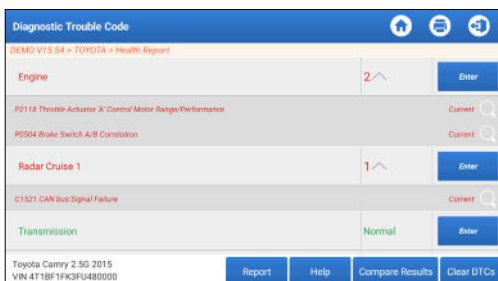 Diagnostic Trouble Code
DEMO V15.54 > TOYOTA > Health Report
Engine 2 Enter
P2118 Throttle Actuator 'A' Control Motor Range/Performance Current
P0504 Brake Switch A/B Correlation Current
Radar Cruise 1 1 Enter
C1521 CAN bus Signal Failure Current
Transmission Normal Enter
Toyota Camry 2.5G 2015
VIN 4T1BF1FK3FU480000
Report Help Compare Results Clear DTCs